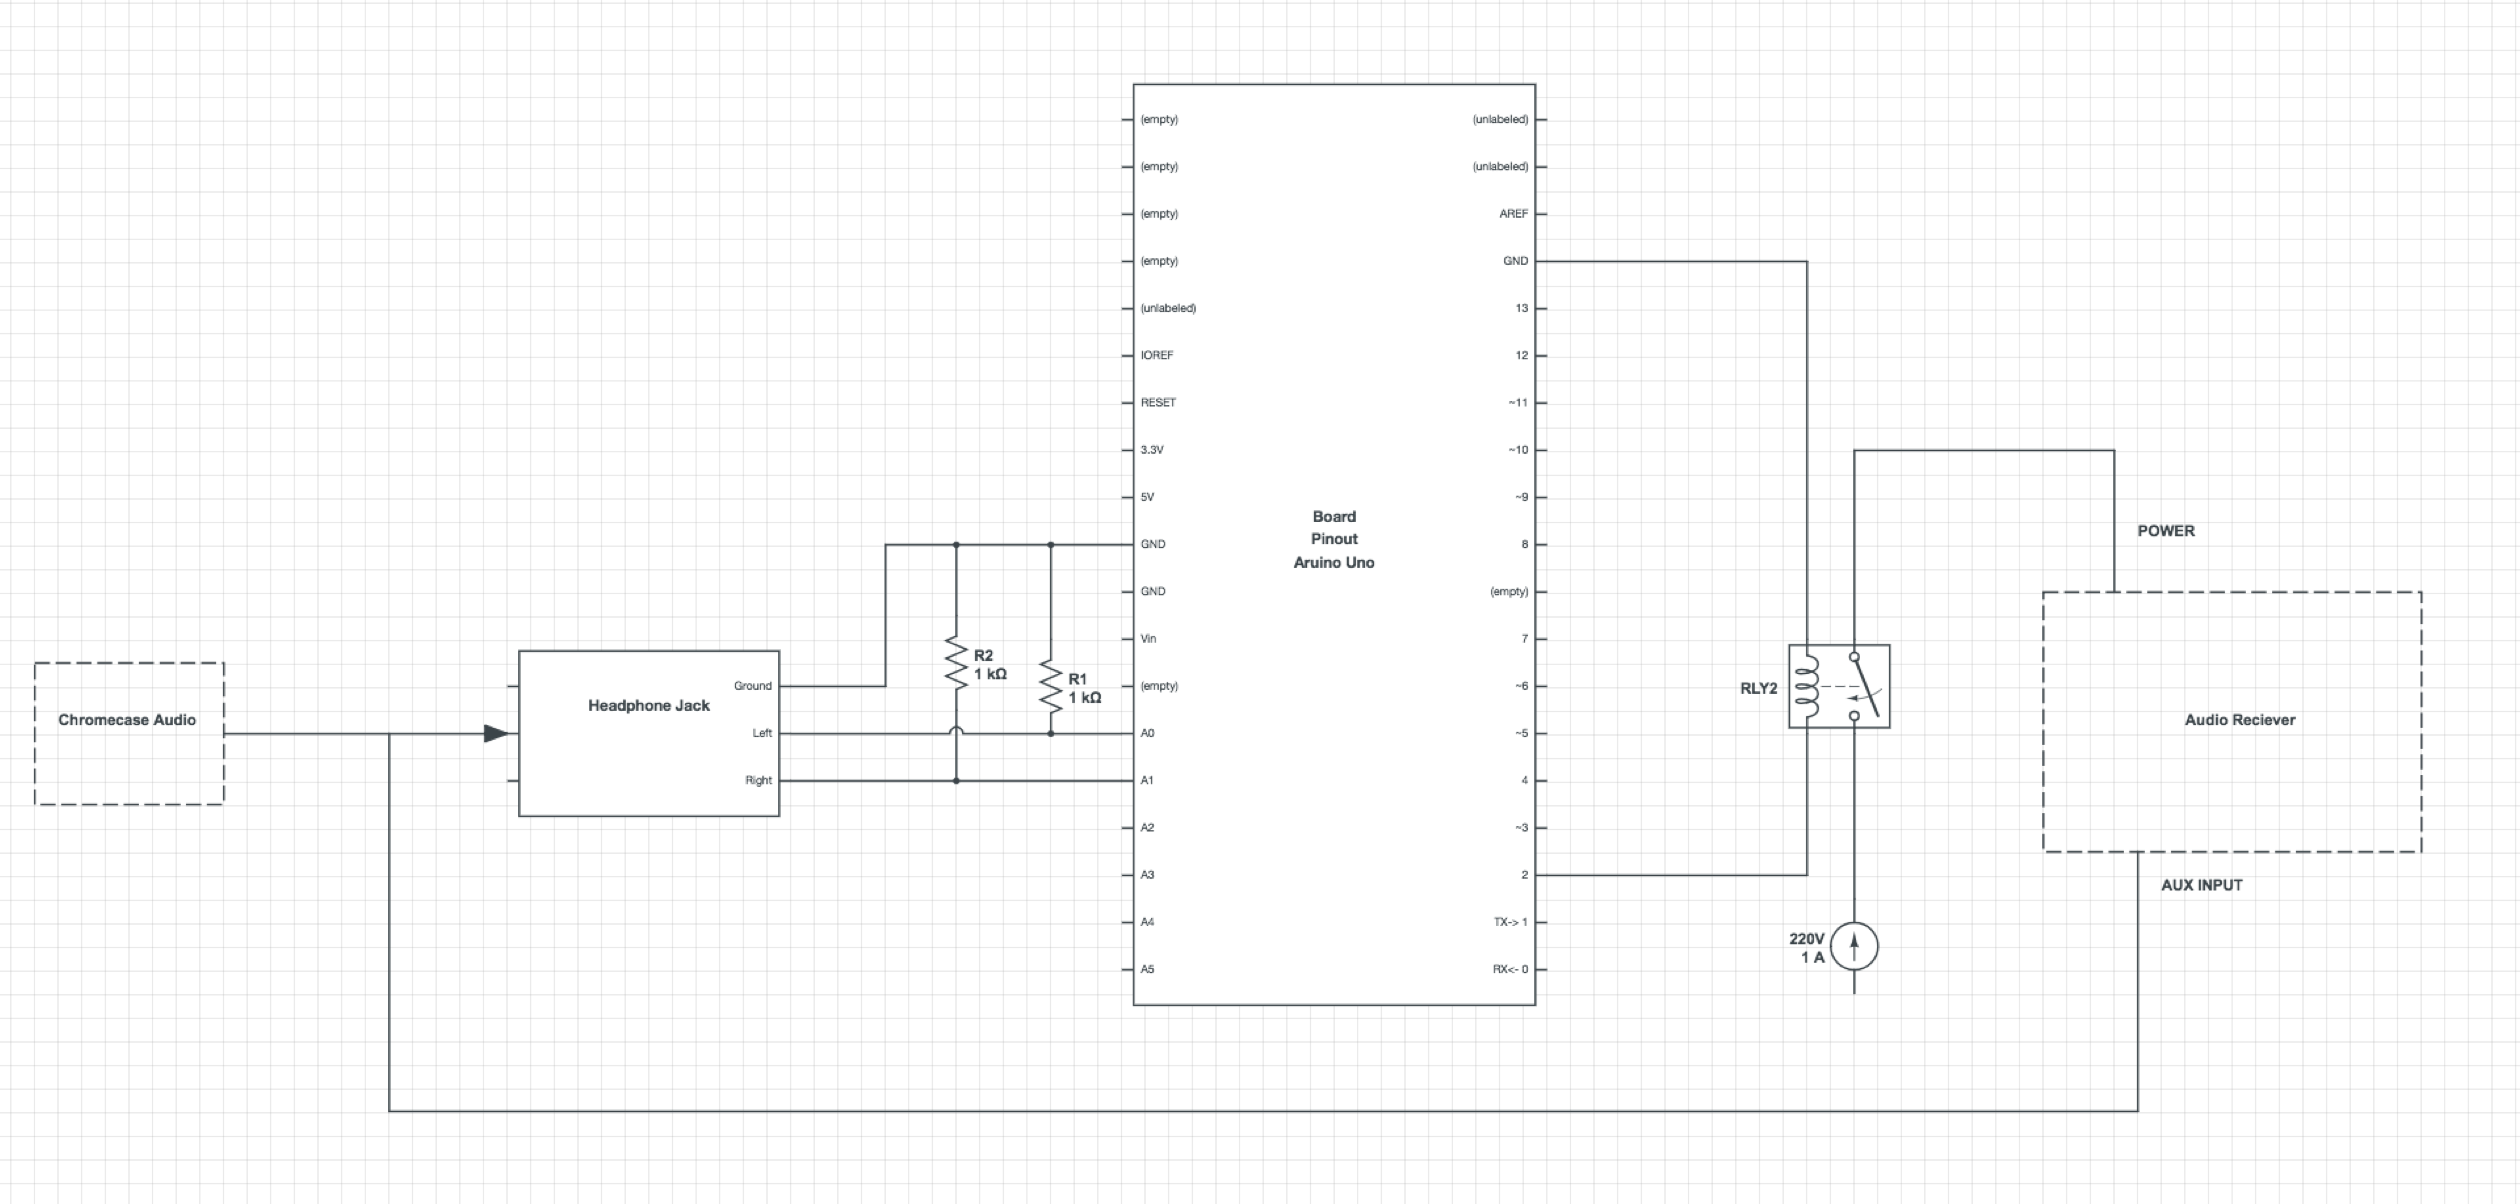 Chromecase Audio
Headphone Jack
Ground
Left
Right
R2
1 kΩ
R1
1 kΩ
(empty)
(empty)
(empty)
(empty)
(unlabeled)
IOREF
RESET
3.3V
5V
GND
GND
Vin
(empty)
A0
A1
A2
A3
A4
A5
Board
Pinout
Aruino Uno
(unlabeled)
(unlabeled)
AREF
GND
13
12
~11
~10
~9
8
(empty)
7
~6
~5
4
~3
2
TX-> 1
RX<- 0
RLY2
220V
1 A
POWER
Audio Reciever
AUX INPUT